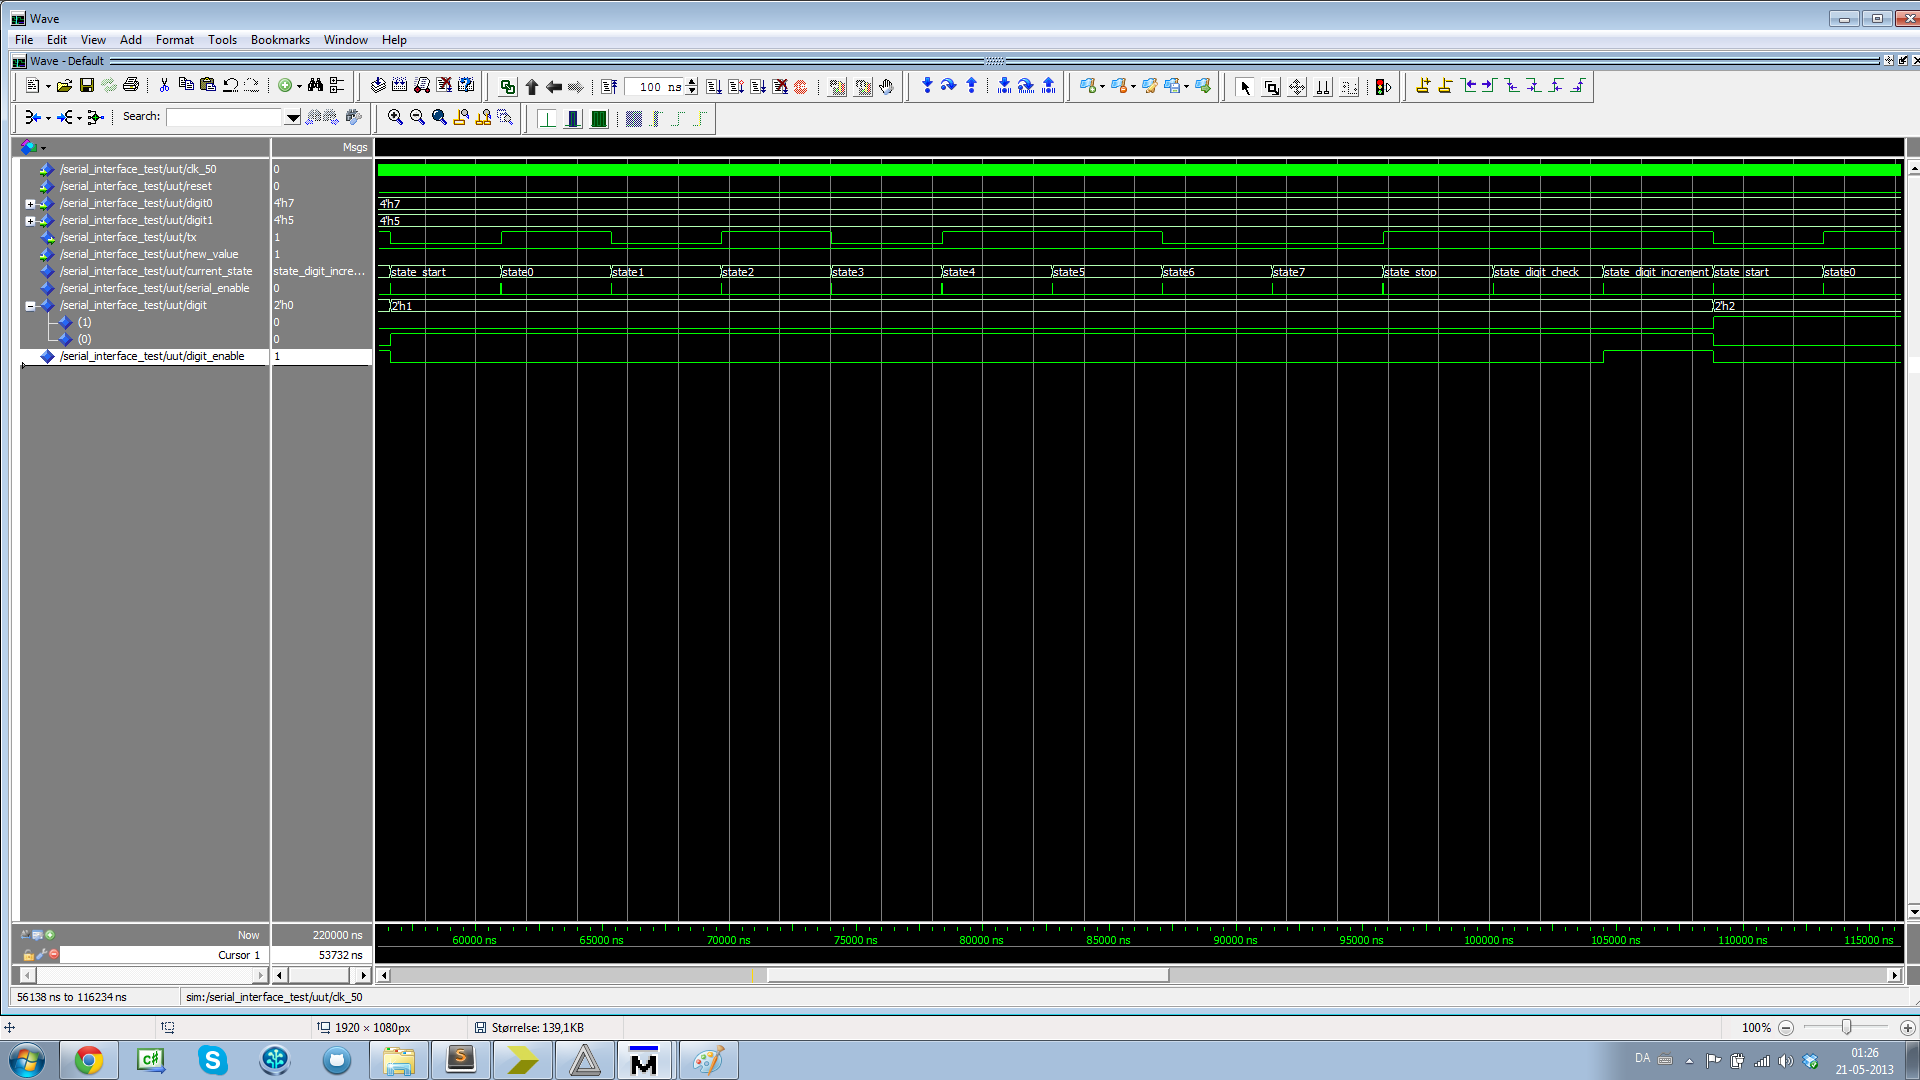 Wave
File Edit View Add Format Tools Bookmarks Window Help
Wave - Default
100 ns
Search:
Msgs
/serial_interface_test/uut/clk_50 0
/serial_interface_test/uut/reset 0
/serial_interface_test/uut/digit0 4'h7 4'h7
/serial_interface_test/uut/digit1 4'h5 4'h5
/serial_interface_test/uut/tx 1
/serial_interface_test/uut/new_value 1
/serial_interface_test/uut/current_state state_digit_incre... state_start state0 state1 state2 state3 state4 state5 state6 state7 state_stop state_digit_check state_digit_increment state_start state0
/serial_interface_test/uut/serial_enable 0
/serial_interface_test/uut/digit 2'h0 2'h1 2'h2
(1) 0
(0) 0
/serial_interface_test/uut/digit_enable 1
Now 220000 ns
60000 ns 65000 ns 70000 ns 75000 ns 80000 ns 85000 ns 90000 ns 95000 ns 100000 ns 105000 ns 110000 ns 115000 ns
Cursor 1 53732 ns
56138 ns to 116234 ns sim:/serial_interface_test/uut/clk_50
1920 × 1080px Størrelse: 139,1KB 100%
C#
S
S
M
DA
01:26
21-05-2013